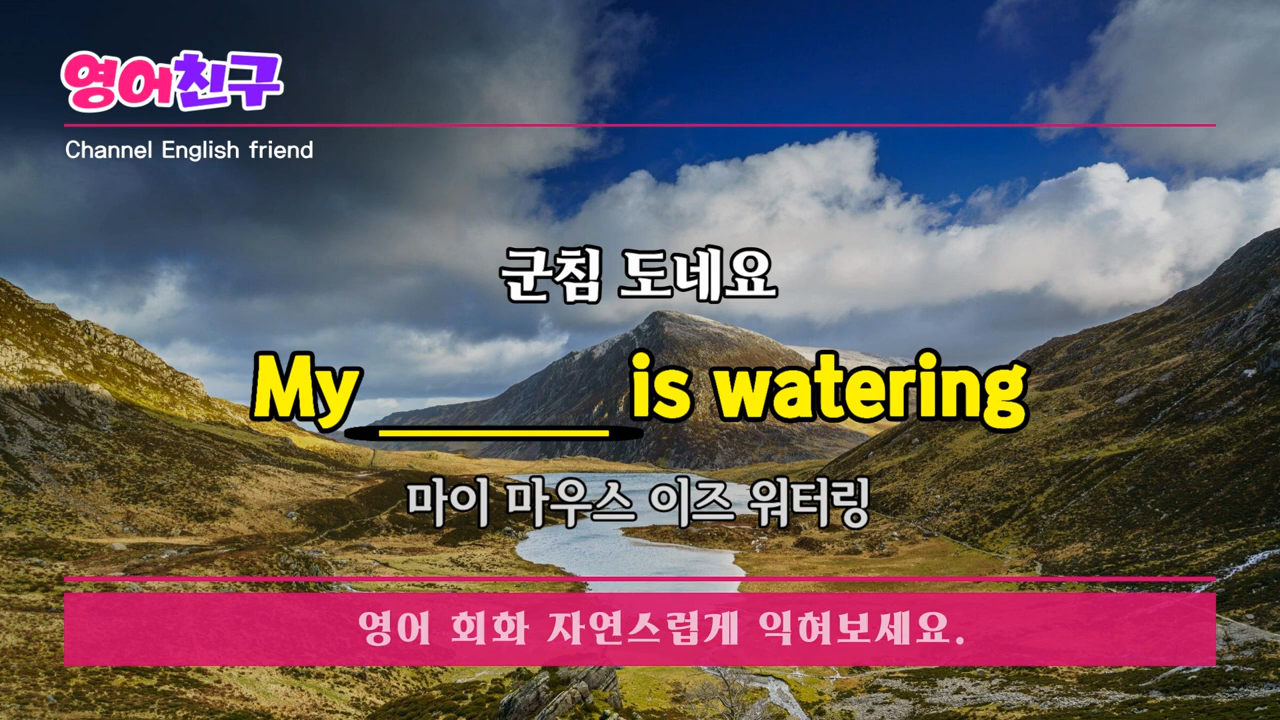 영어친구
Channel English friend
군침 도네요
My ________ is watering
마이 마우스 이즈 워터링
영어 회화 자연스럽게 익혀보세요.